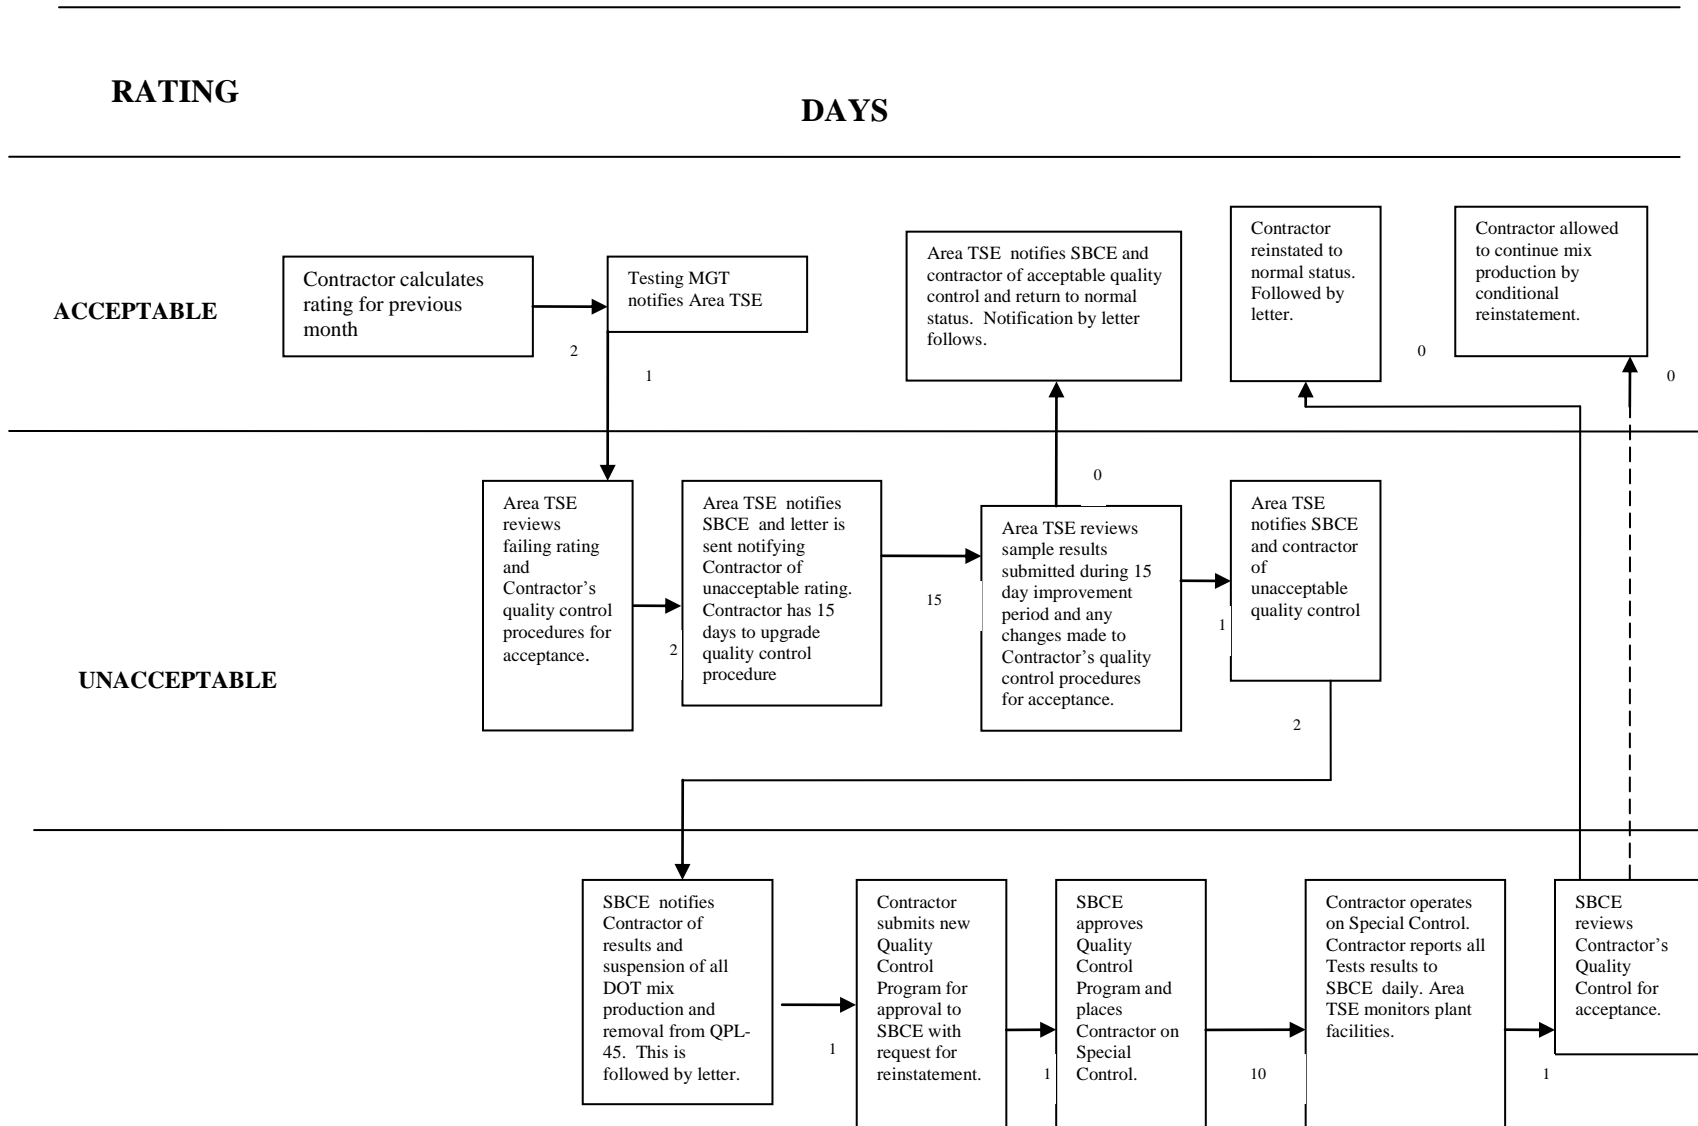 RATING
DAYS
ACCEPTABLE
Contractor calculates
rating for previous
month
2
Testing MGT
notifies Area TSE
1
Area TSE notifies SBCE and
contractor of acceptable quality
control and return to normal
status. Notification by letter
follows.
Contractor
reinstated to
normal status.
Followed by
letter.
0
Contractor allowed
to continue mix
production by
conditional
reinstatement.
0
UNACCEPTABLE
Area TSE
reviews
failing rating
and
Contractor's
quality control
procedures for
acceptance.
2
Area TSE notifies
SBCE and letter is
sent notifying
Contractor of
unacceptable rating.
Contractor has 15
days to upgrade
quality control
procedure
15
0
Area TSE reviews
sample results
submitted during 15
day improvement
period and any
changes made to
Contractor's quality
control procedures
for acceptance.
1
Area TSE
notifies SBCE
and contractor
of
unacceptable
quality control
2
SBCE notifies
Contractor of
results and
suspension of all
DOT mix
production and
removal from QPL-
45. This is
followed by letter.
1
Contractor
submits new
Quality
Control
Program for
approval to
SBCE with
request for
reinstatement.
1
SBCE
approves
Quality
Control
Program and
places
Contractor on
Special
Control.
10
Contractor operates
on Special Control.
Contractor reports all
Tests results to
SBCE daily. Area
TSE monitors plant
facilities.
1
SBCE
reviews
Contractor's
Quality
Control for
acceptance.